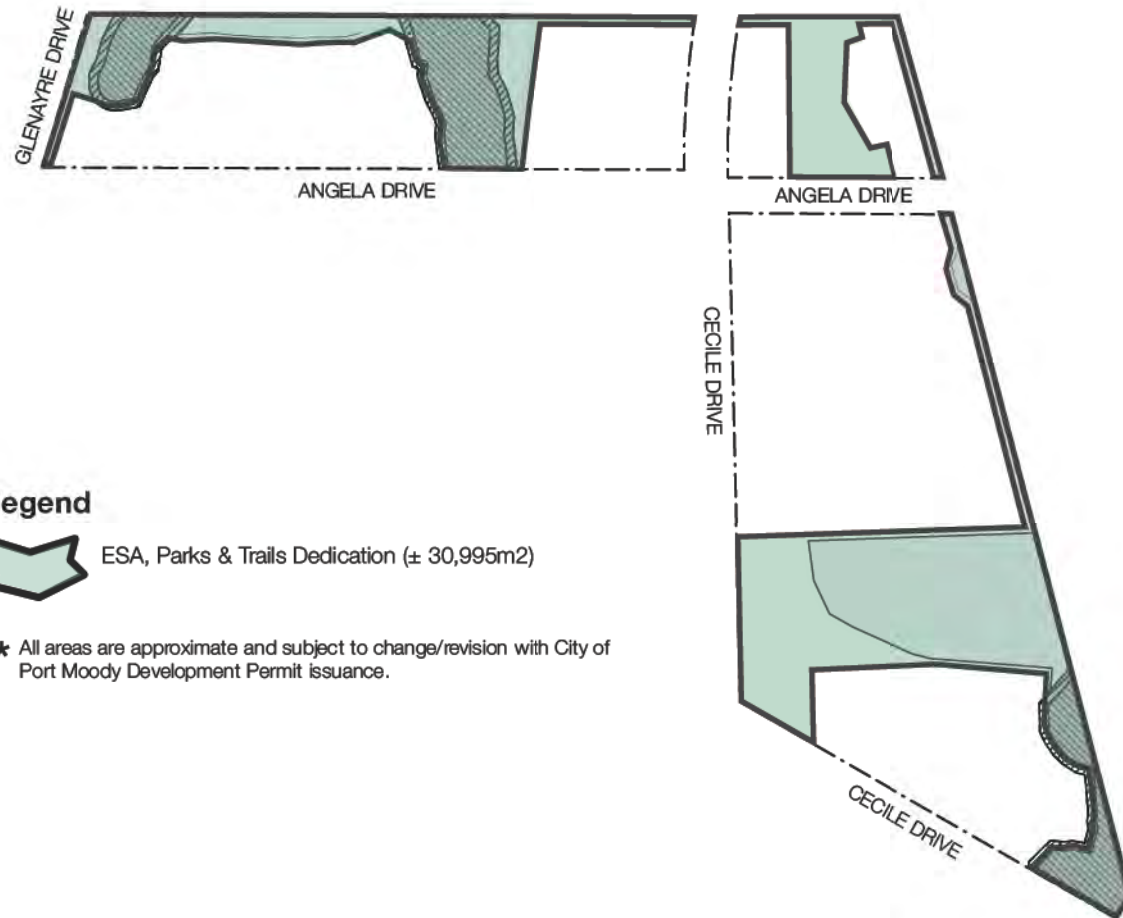 GLENAYRE DRIVE
ANGELA DRIVE
ANGELA DRIVE
CECILE DRIVE
egend
ESA, Parks & Trails Dedication (± 30,995m2)
* All areas are approximate and subject to change/revision with City of
Port Moody Development Permit issuance.
CECILE DRIVE